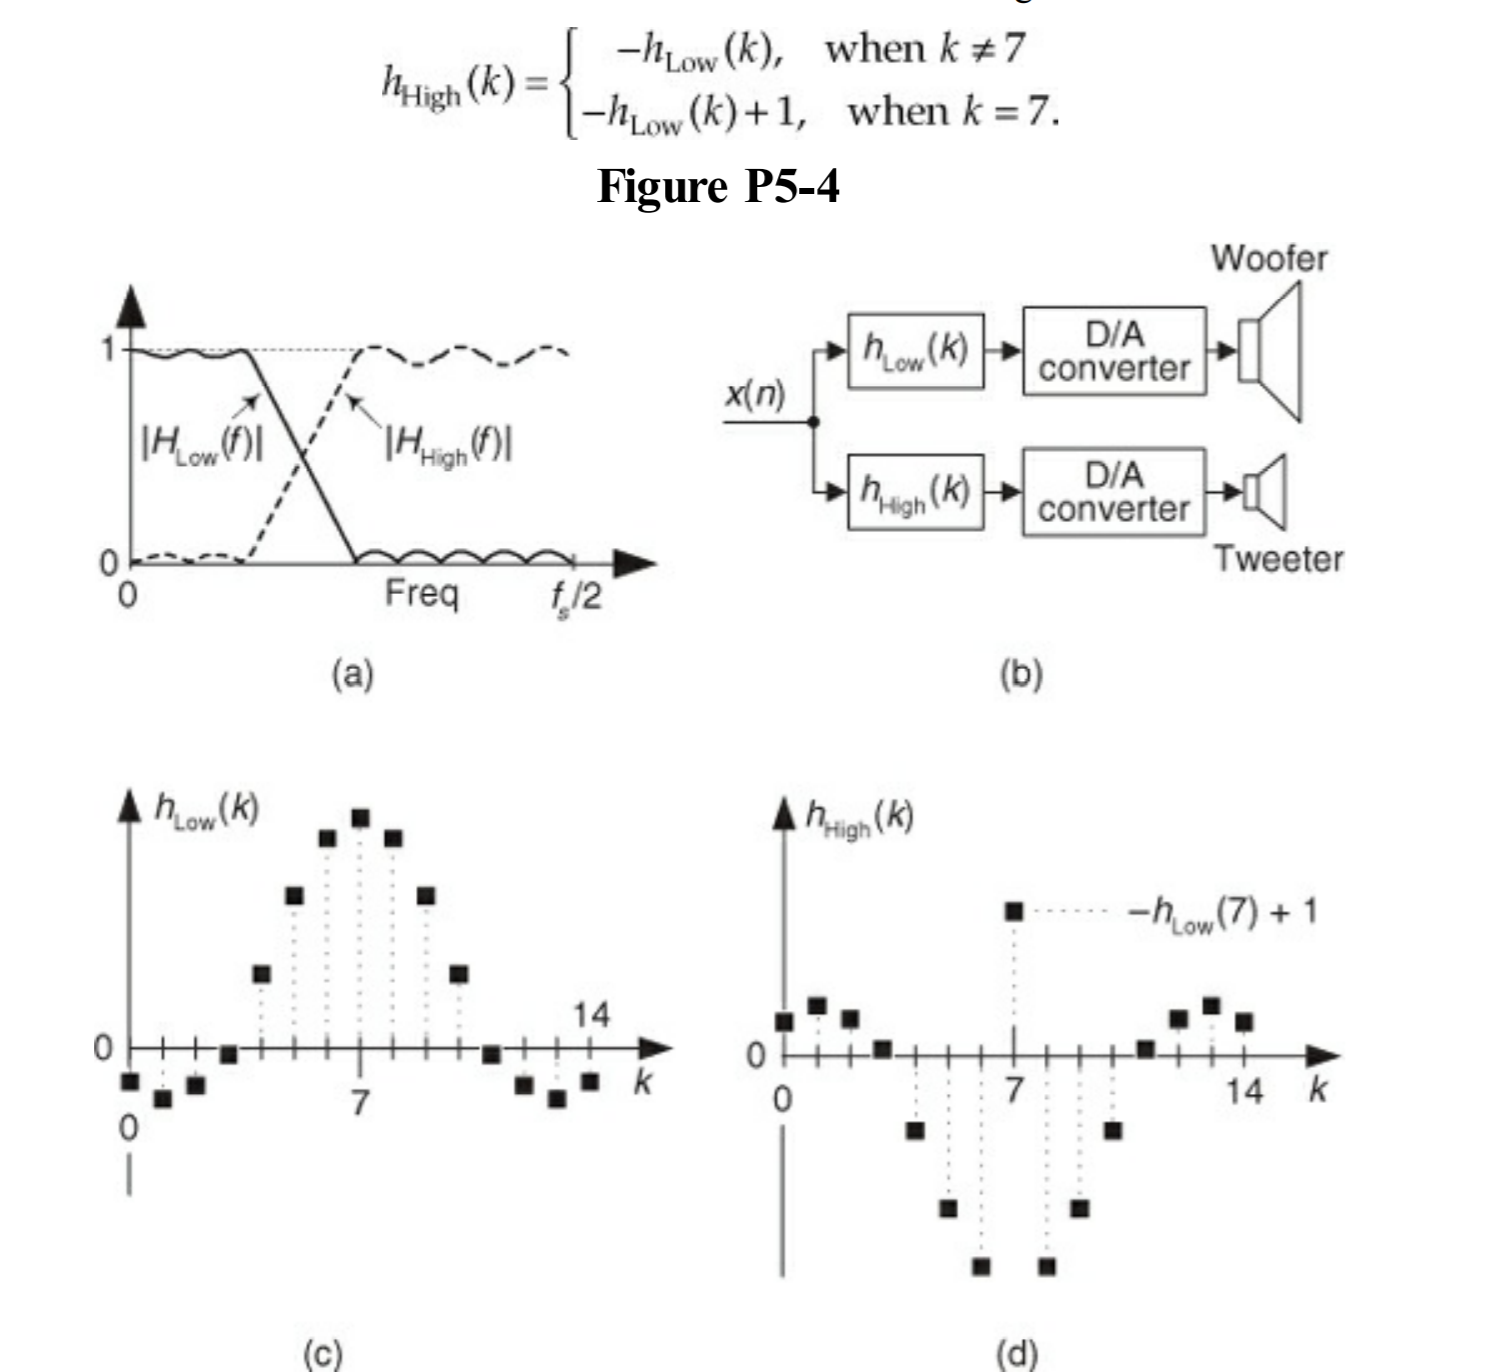 h_High(k) = { −h_Low(k), when k ≠ 7
−h_Low(k)+1, when k = 7.
Figure P5-4
1
|H_Low(f)|
|H_High(f)|
0
0
Freq
f_s/2
(a)
Woofer
x(n)
h_Low(k)
D/A
converter
h_High(k)
D/A
converter
Tweeter
(b)
h_Low(k)
14
0
0
7
k
(c)
h_High(k)
−h_Low(7) + 1
0
0
7
14
k
(d)